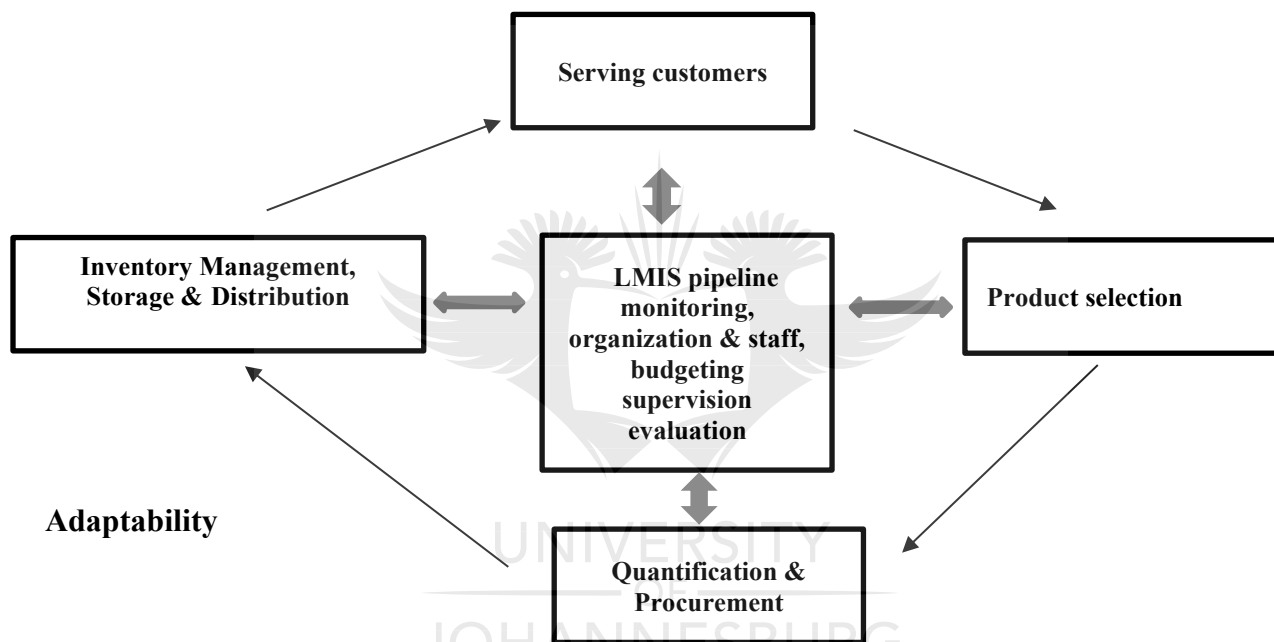 Serving customers
Inventory Management,
Storage & Distribution
LMIS pipeline
monitoring,
organization & staff,
budgeting
supervision
evaluation
Product selection
Adaptability
UNIVERSITY
OF
Quantification &
Procurement
JOHANNESBURG